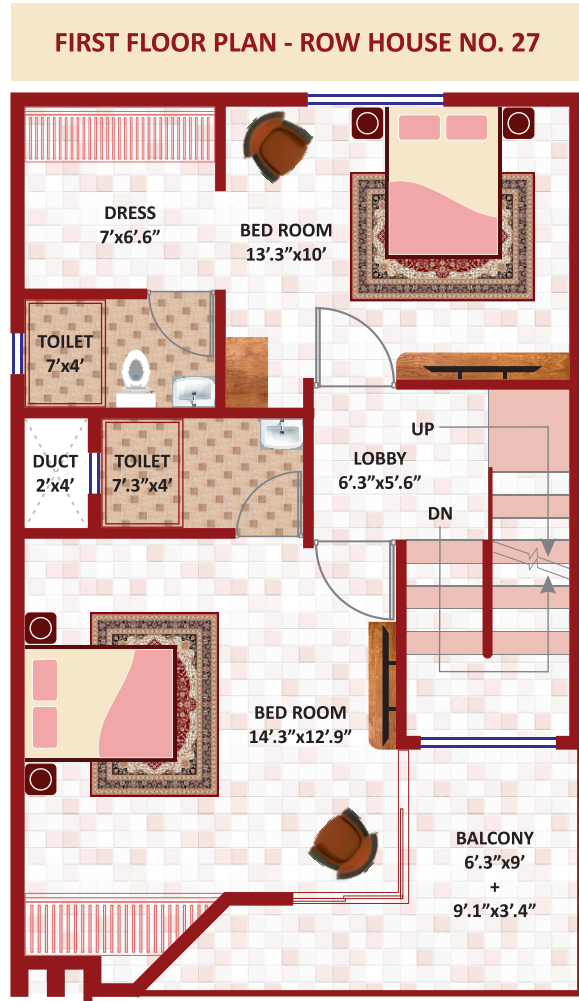 FIRST FLOOR PLAN - ROW HOUSE NO. 27
DRESS
7’x6’.6”
BED ROOM
13’.3”x10’
TOILET
7’x4’
UP
DUCT
2’x4’
TOILET
7’.3”x4’
LOBBY
6’.3”x5’.6”
DN
BED ROOM
14’.3”x12’.9”
BALCONY
6’.3”x9’
+
9’.1”x3’.4”